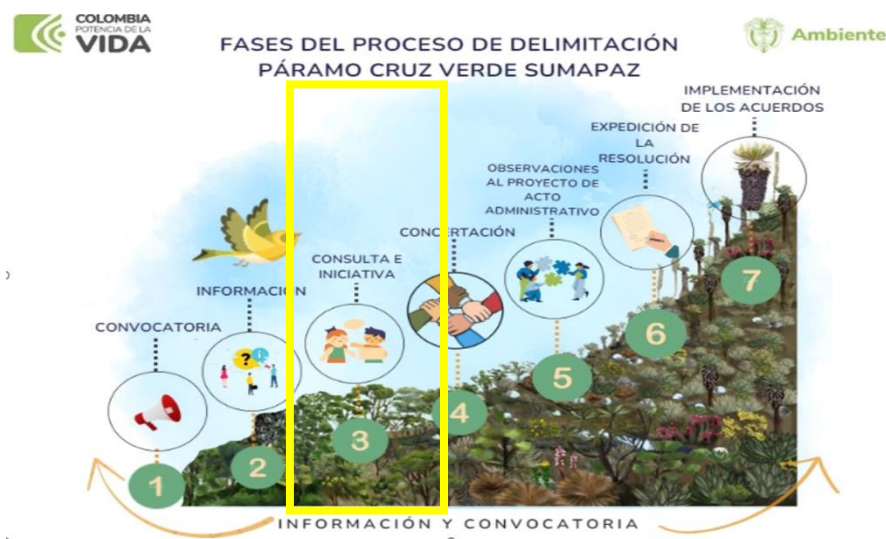 COLOMBIA
POTENCIA DE LA
VIDA
Ambiente
FASES DEL PROCESO DE DELIMITACIÓN
PÁRAMO CRUZ VERDE SUMAPAZ
CONVOCATORIA
1
INFORMACIÓN
?
i
2
CONSULTA E
INICIATIVA
3
CONCERTACIÓN
4
OBSERVACIONES
AL PROYECTO DE
ACTO
ADMINISTRATIVO
5
EXPEDICIÓN DE
LA
RESOLUCIÓN
6
IMPLEMENTACIÓN
DE LOS ACUERDOS
7
INFORMACIÓN Y CONVOCATORIA